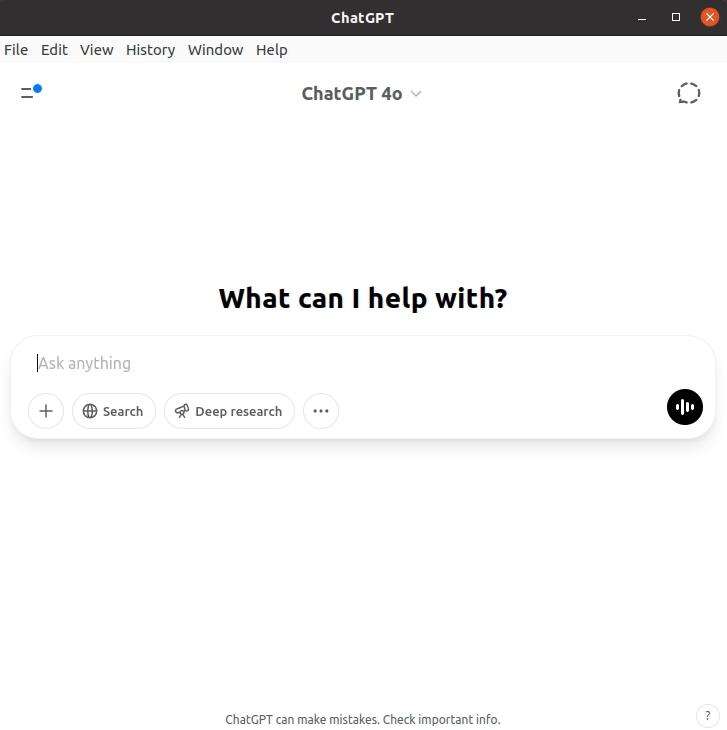 ChatGPT
File Edit View History Window Help
ChatGPT 4o
What can I help with?
Ask anything
Search Deep research
ChatGPT can make mistakes. Check important info.
?